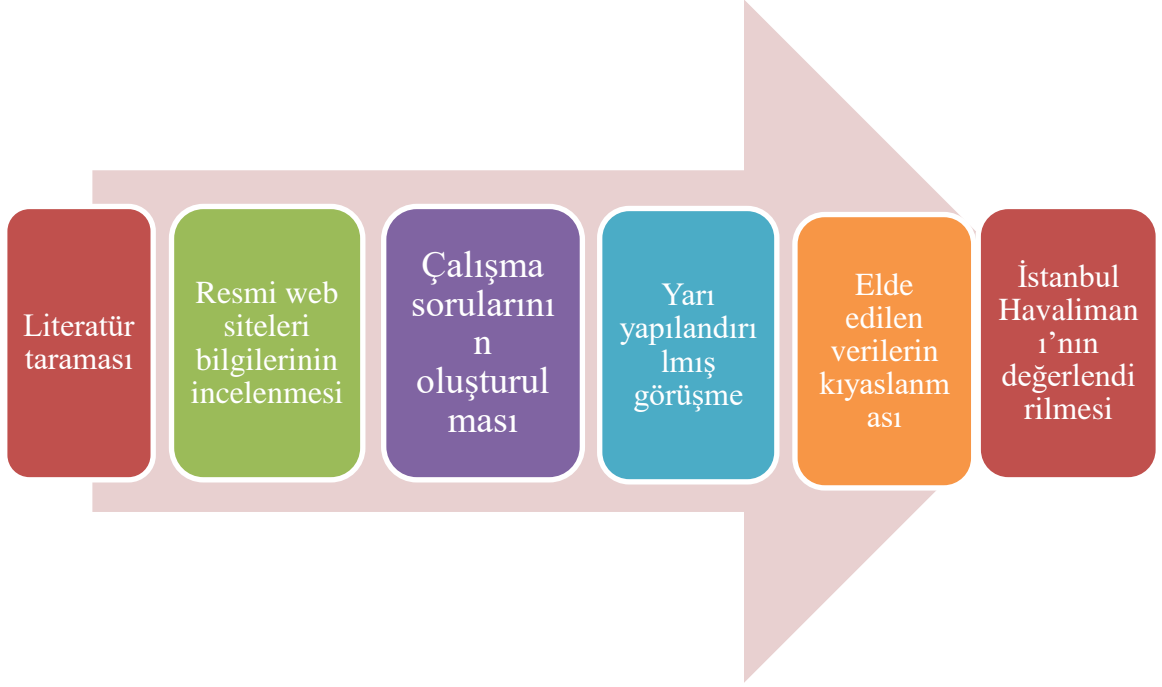 Literatür
taraması
Resmi web
siteleri
bilgilerinin
incelenmesi
Çalışma
sorularını
n
oluşturul
ması
Yarı
yapılandırı
lmış
görüşme
Elde
edilen
verilerin
kıyaslanm
ası
İstanbul
Havaliman
ı’nın
değerlendi
rilmesi